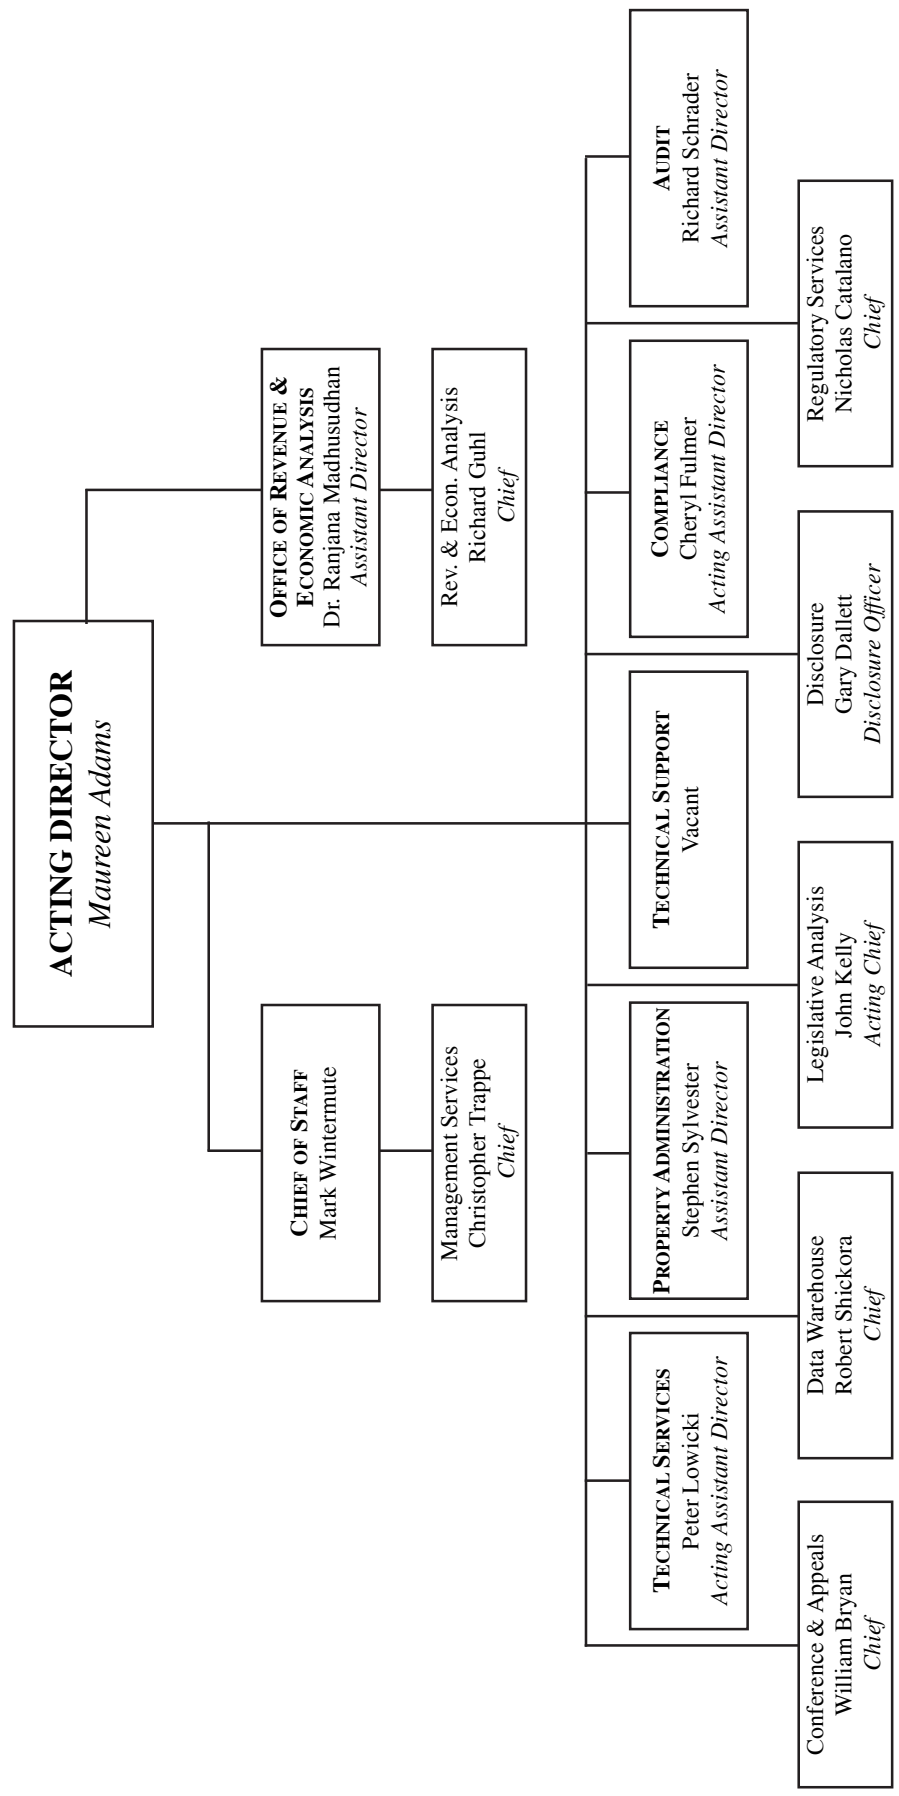 ACTING DIRECTOR
Maureen Adams
CHIEF OF STAFF
Mark Wintermute
OFFICE OF REVENUE &
ECONOMIC ANALYSIS
Dr. Ranjana Madhusudhan
Assistant Director
Management Services
Christopher Trappe
Chief
Rev. & Econ. Analysis
Richard Guhl
Chief
TECHNICAL SERVICES
Peter Lowicki
Acting Assistant Director
PROPERTY ADMINISTRATION
Stephen Sylvester
Assistant Director
TECHNICAL SUPPORT
Vacant
COMPLIANCE
Cheryl Fulmer
Acting Assistant Director
AUDIT
Richard Schrader
Assistant Director
Conference & Appeals
William Bryan
Chief
Data Warehouse
Robert Shickora
Chief
Legislative Analysis
John Kelly
Acting Chief
Disclosure
Gary Dallett
Disclosure Officer
Regulatory Services
Nicholas Catalano
Chief